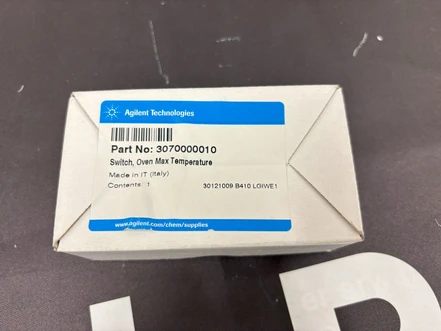 Agilent Technologies
Part No: 3070000010
Switch, Oven Max Temperature
Made in IT (Italy)
Contents: 1
30121009 B410 LGIWE1
www.agilent.com/chem/supplies